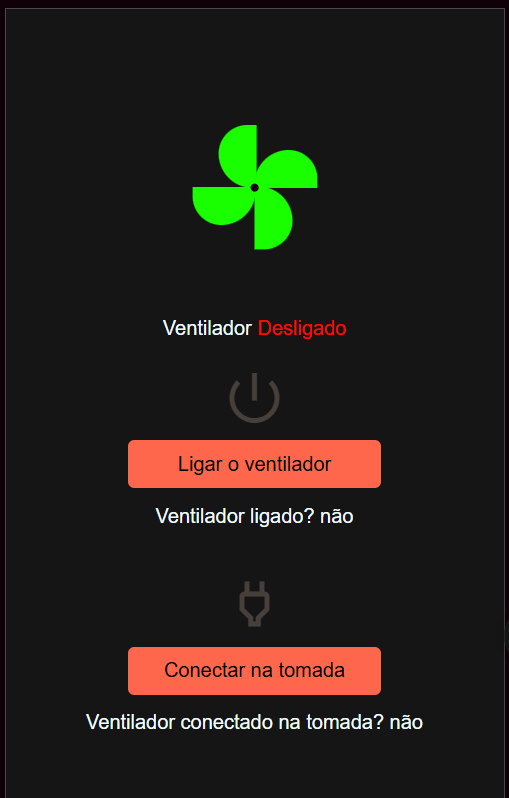 Ventilador Desligado
Ligar o ventilador
Ventilador ligado? não
Conectar na tomada
Ventilador conectado na tomada? não